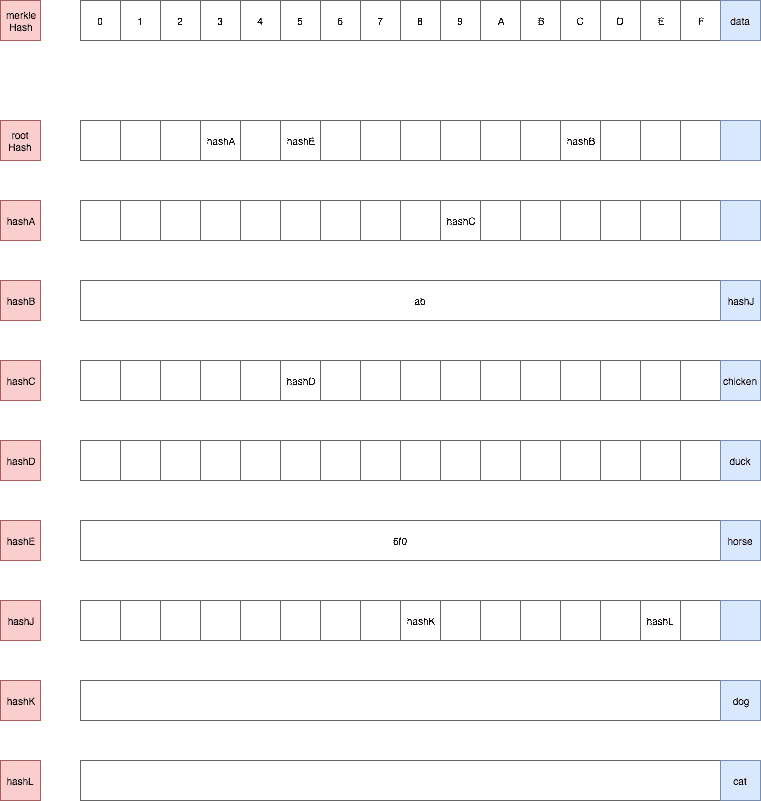 merkle
Hash
0 1 2 3 4 5 6 7 8 9 A B C D E F data
root
Hash
hashA hashE hashB
hashA hashC
hashB ab hashJ
hashC hashD chicken
hashD duck
hashE 6f0 horse
hashJ hashK hashL
hashK dog
hashL cat